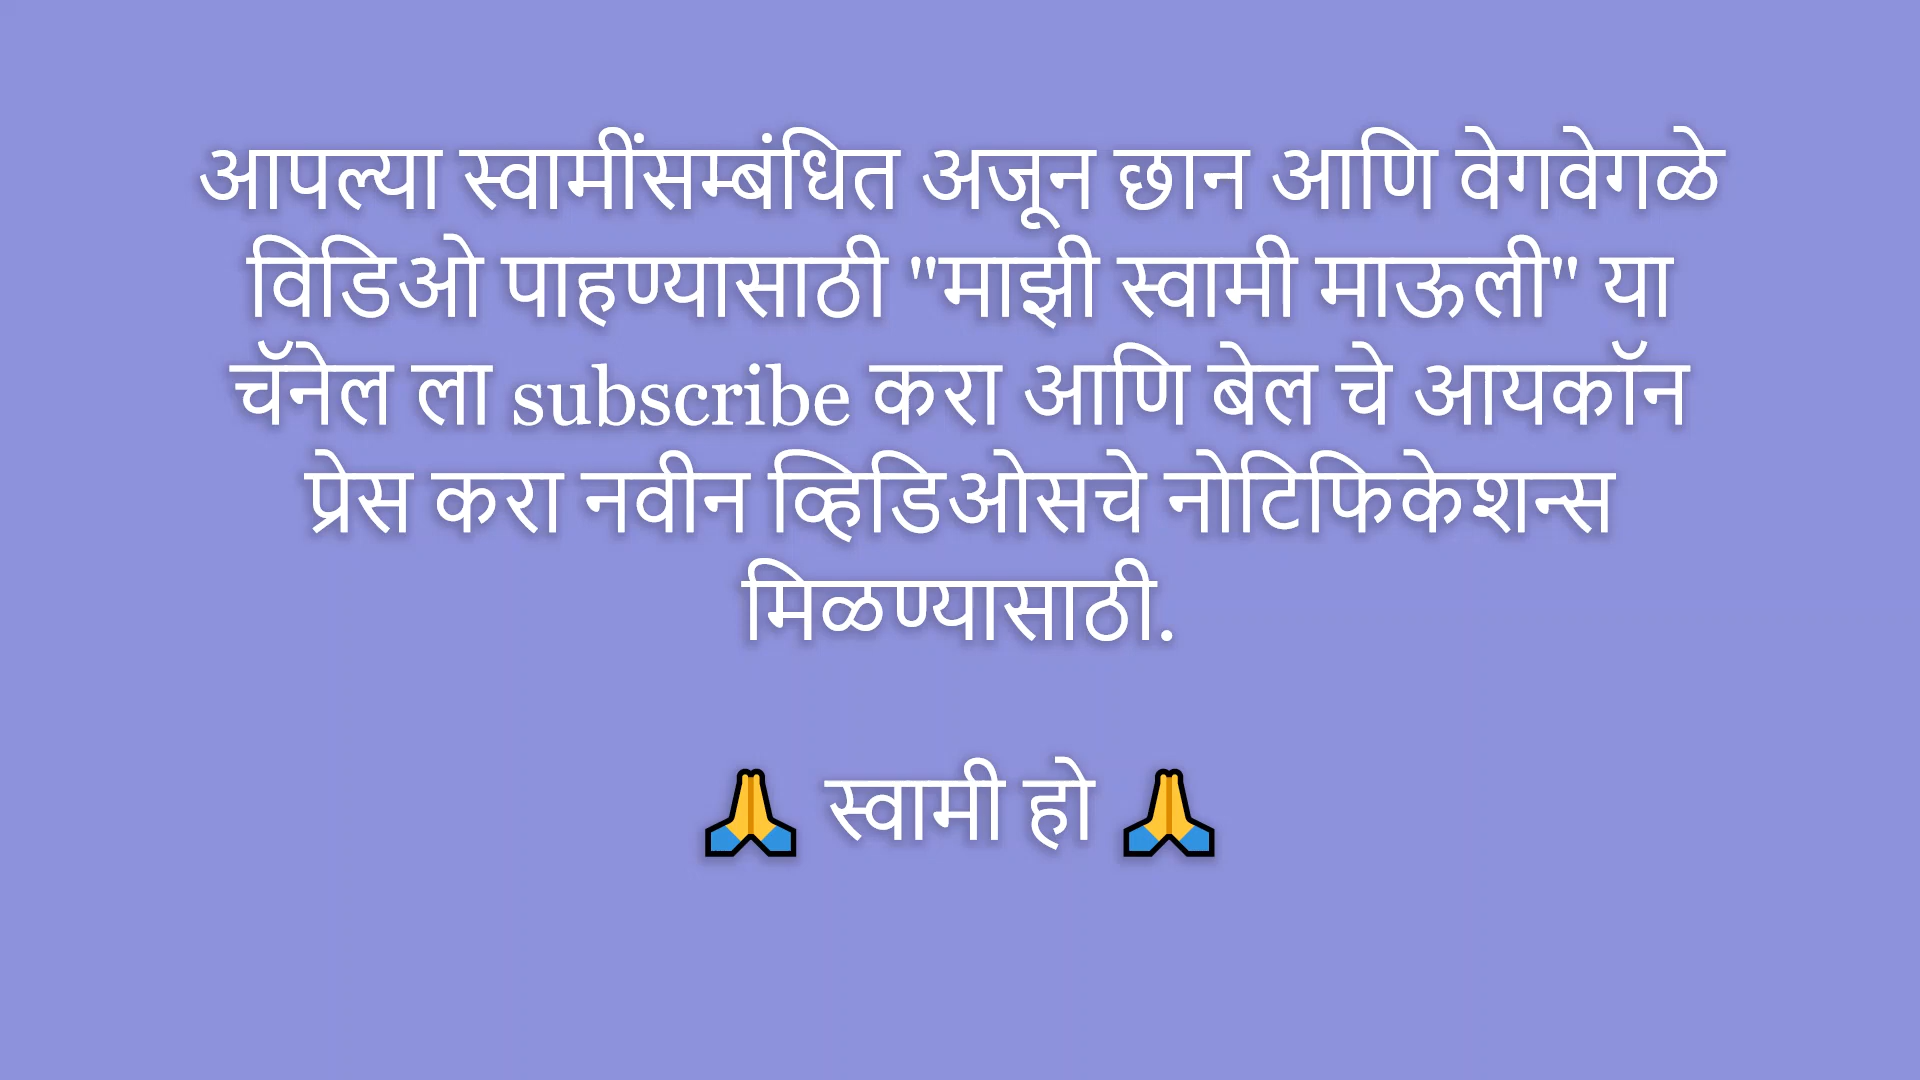 आपल्या स्वामींसम्बंधित अजून छान आणि वेगवेगळे
विडिओ पाहण्यासाठी "माझी स्वामी माऊली" या
चॅनेल ला subscribe करा आणि बेल चे आयकॉन
प्रेस करा नवीन व्हिडिओसचे नोटिफिकेशन्स
मिळण्यासाठी.
🙏 स्वामी हो 🙏